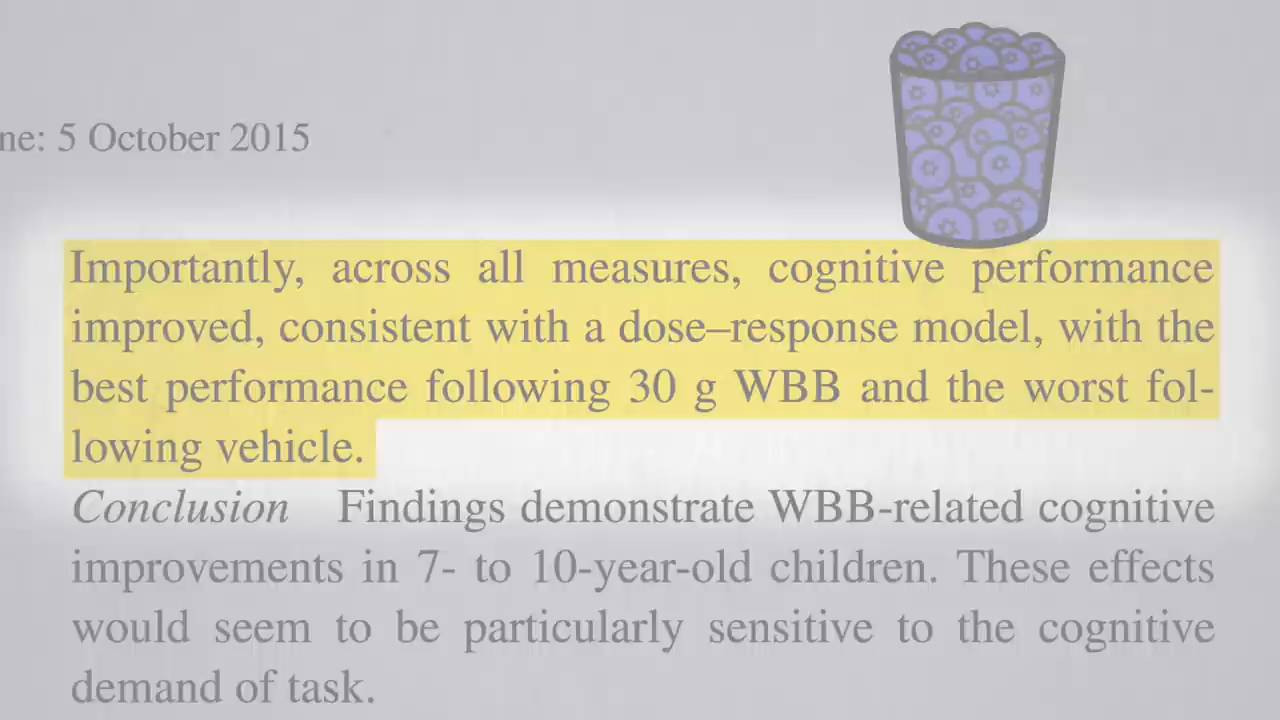 ne: 5 October 2015
Importantly, across all measures, cognitive performance
improved, consistent with a dose–response model, with the
best performance following 30 g WBB and the worst fol-
lowing vehicle.
Conclusion Findings demonstrate WBB-related cognitive
improvements in 7- to 10-year-old children. These effects
would seem to be particularly sensitive to the cognitive
demand of task.